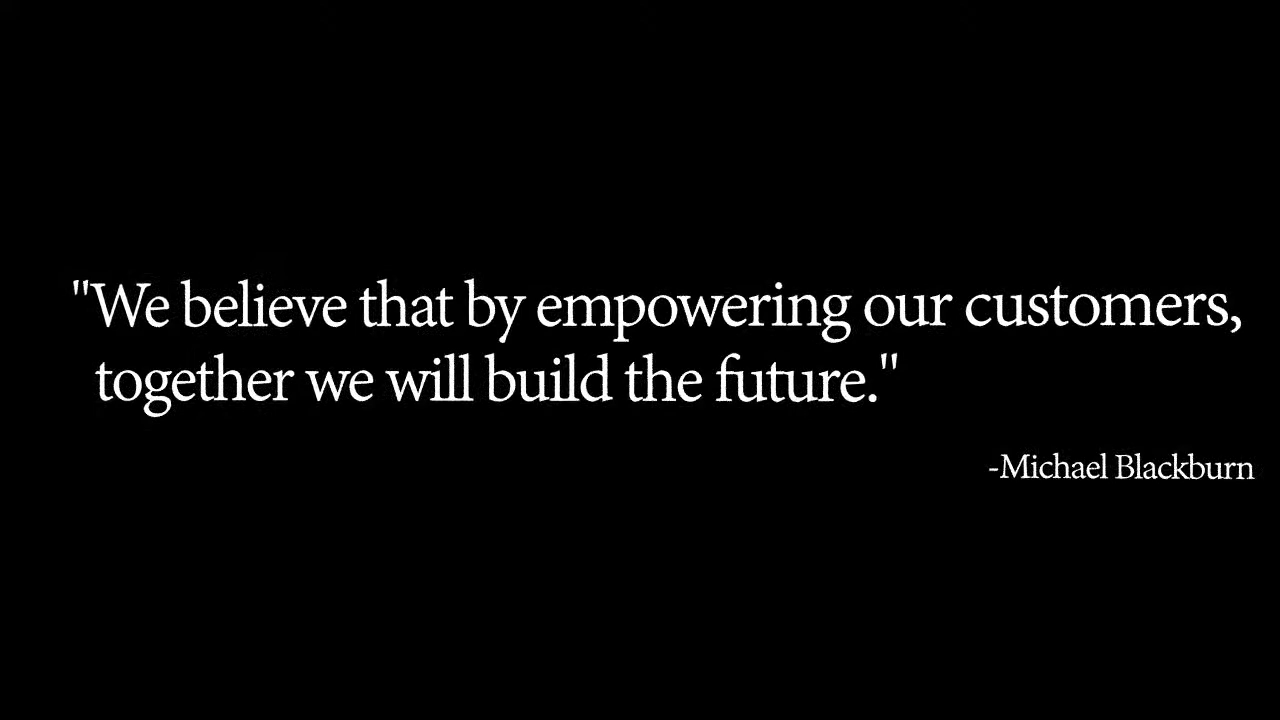 "We believe that by empowering our customers,
together we will build the future."
-Michael Blackburn